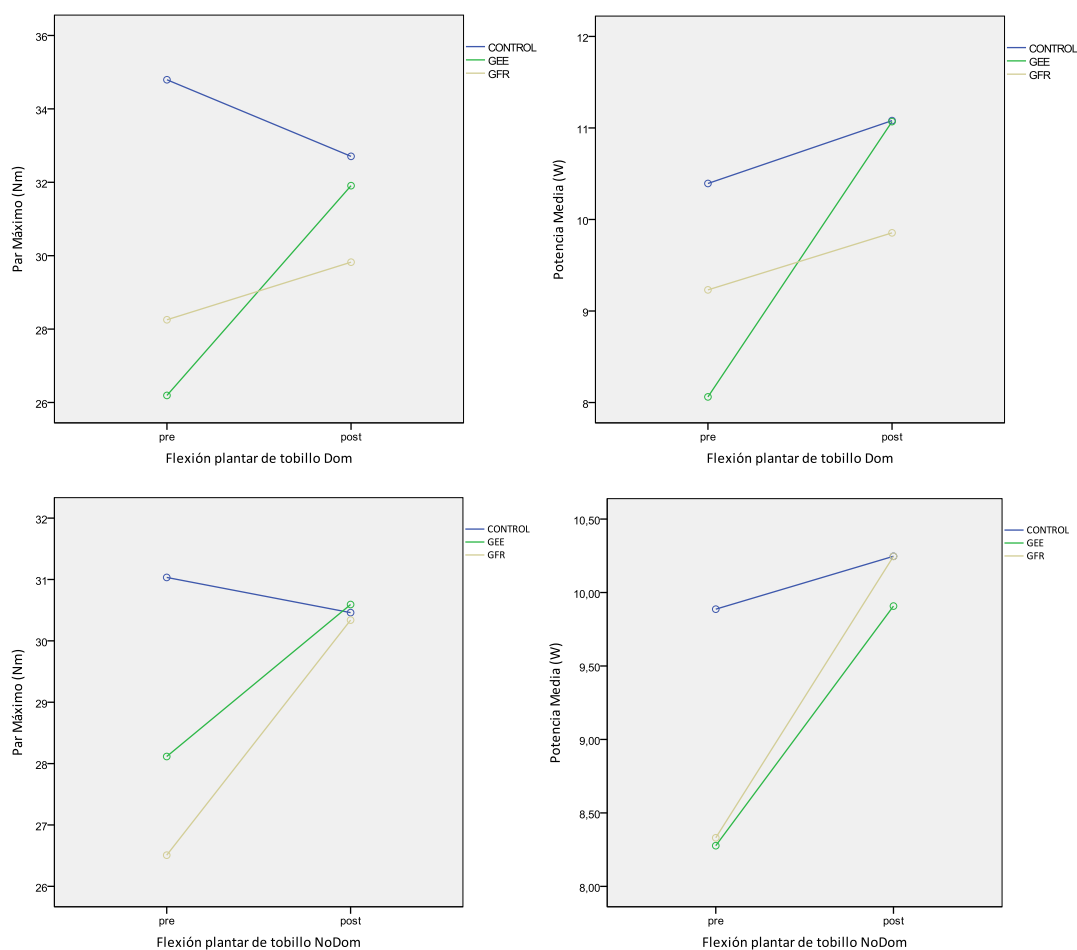 36
34
32
30
28
26
Par Máximo (Nm)
pre
post
Flexión plantar de tobillo Dom
CONTROL
GEE
GFR
12
11
10
9
8
Potencia Media (W)
pre
post
Flexión plantar de tobillo Dom
CONTROL
GEE
GFR
32
31
30
29
28
27
26
Par Máximo (Nm)
pre
post
Flexión plantar de tobillo NoDom
CONTROL
GEE
GFR
10,50
10,00
9,50
9,00
8,50
8,00
Potencia Media (W)
pre
post
Flexión plantar de tobillo NoDom
CONTROL
GEE
GFR